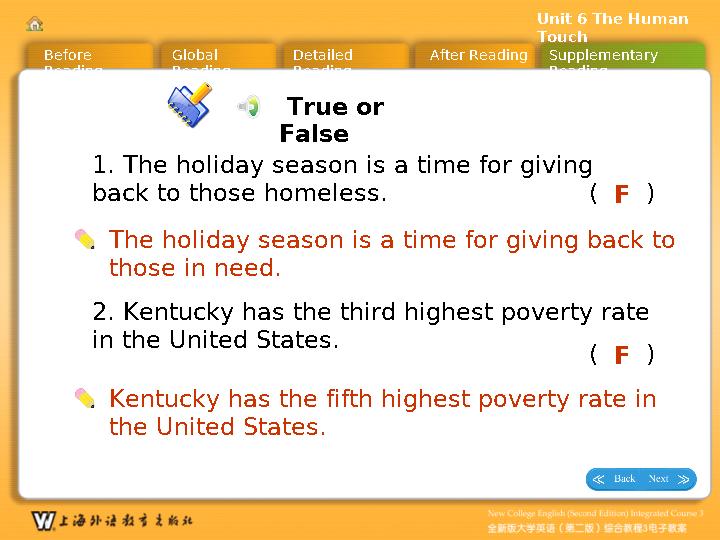 Unit 6 The Human
Touch
Before
Reading
Global
Reading
Detailed
Reading
After Reading
Supplementary
Reading
True or
False
1. The holiday season is a time for giving
back to those homeless. ( F )
The holiday season is a time for giving back to
those in need.
2. Kentucky has the third highest poverty rate
in the United States.
( F )
Kentucky has the fifth highest poverty rate in
the United States.
Back Next
New College English (Second Edition) Integrated Course 3
上海外语教育出版社
全新版大学英语（第二版）综合教程3电子教案